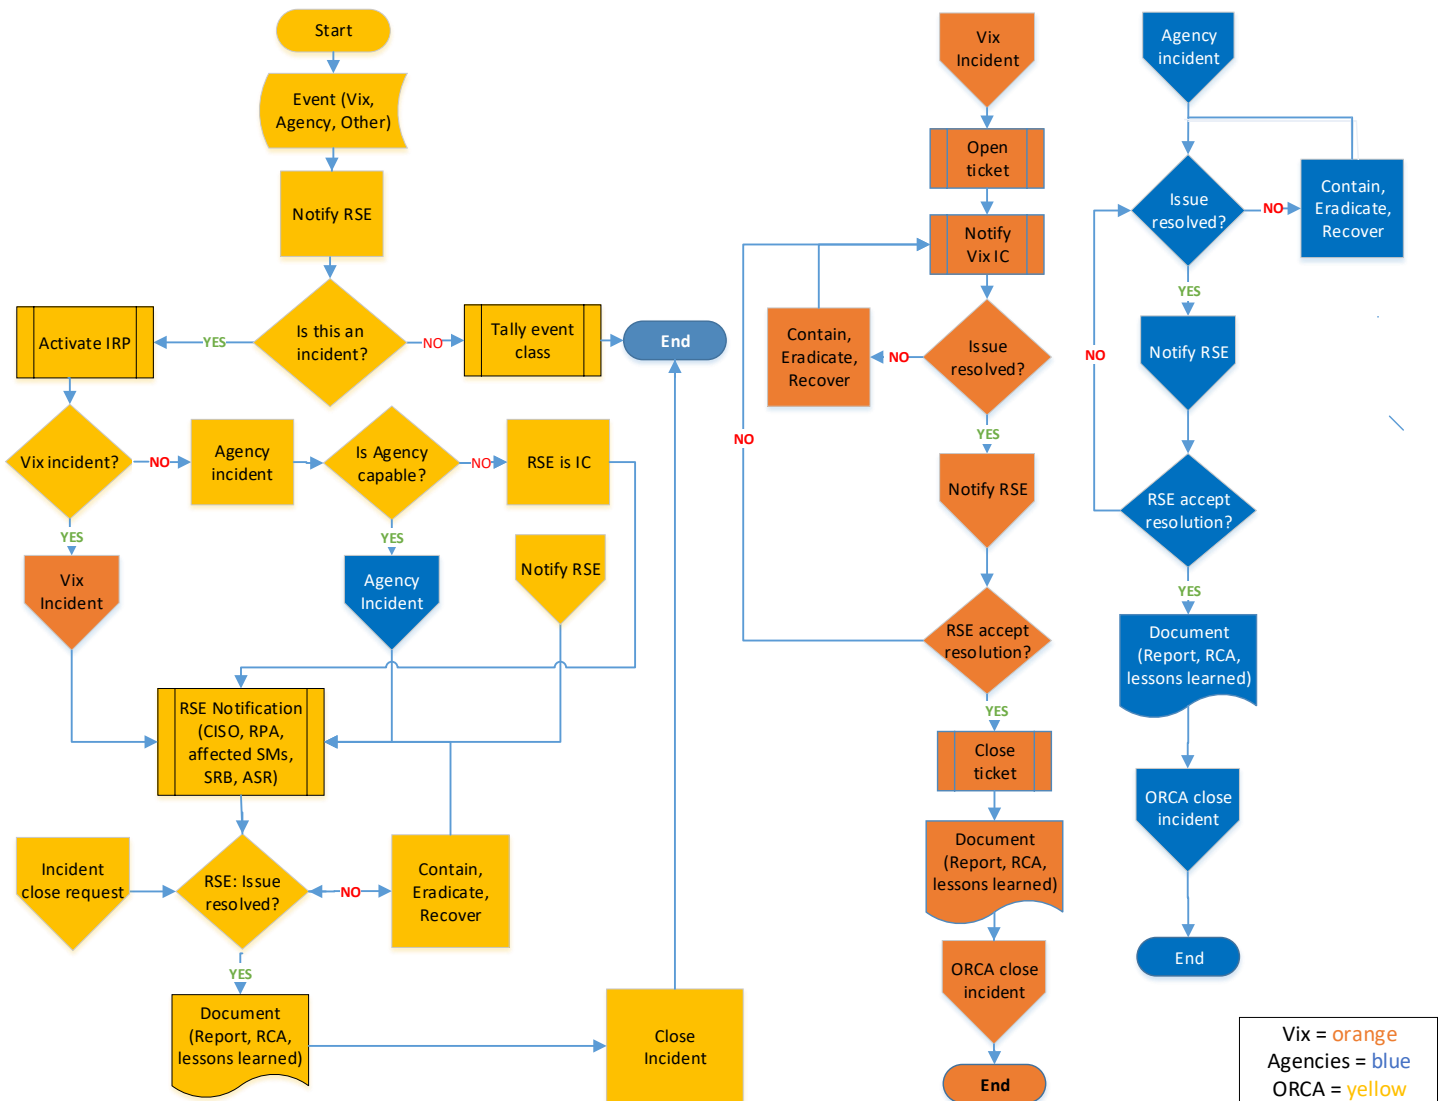 Start
Event (Vix,
Agency, Other)
Notify RSE
Is this an
incident?
YES
NO
Activate IRP
Tally event
class
End
Vix incident?
NO
Agency
incident
Is Agency
capable?
NO
RSE is IC
YES
YES
Vix
Incident
Agency
Incident
Notify RSE
RSE Notification
(CISO, RPA,
affected SMs,
SRB, ASR)
Incident
close request
RSE: Issue
resolved?
NO
Contain,
Eradicate,
Recover
YES
Document
(Report, RCA,
lessons learned)
Close
Incident
Vix
Incident
Open
ticket
Notify
Vix IC
Contain,
Eradicate,
Recover
NO
Issue
resolved?
YES
NO
Notify RSE
RSE accept
resolution?
YES
Close
ticket
Document
(Report, RCA,
lessons learned)
ORCA close
incident
End
Agency
incident
Issue
resolved?
NO
Contain,
Eradicate,
Recover
YES
NO
Notify RSE
RSE accept
resolution?
YES
Document
(Report, RCA,
lessons learned)
ORCA close
incident
End
Vix = orange
Agencies = blue
ORCA = yellow